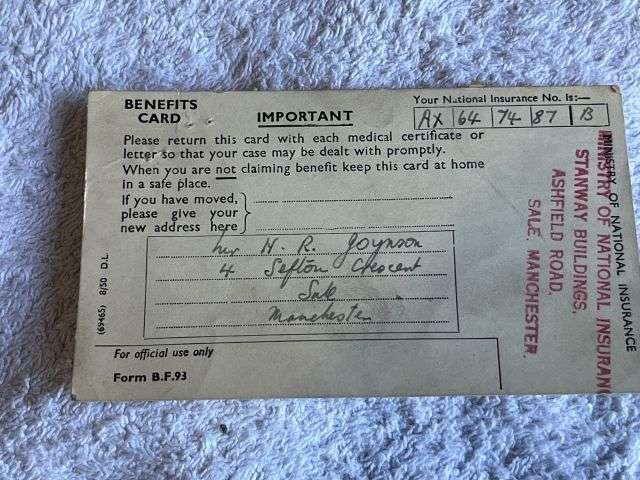 BENEFITS CARD
IMPORTANT
Your National Insurance No. Is:—
AX 64 74 87 B
Please return this card with each medical certificate or
letter so that your case may be dealt with promptly.
When you are not claiming benefit keep this card at home
in a safe place.
If you have moved,
please give your
new address here
H. R. Joynson
4 Sefton Crescent
Sale
Manchester
For official use only
Form B.F.93
8/50 D.L.
MINISTRY OF NATIONAL INSURANCE
MINISTRY OF NATIONAL INSURAN
STANWAY BUILDINGS,
ASHFIELD ROAD,
SALE, MANCHESTER.